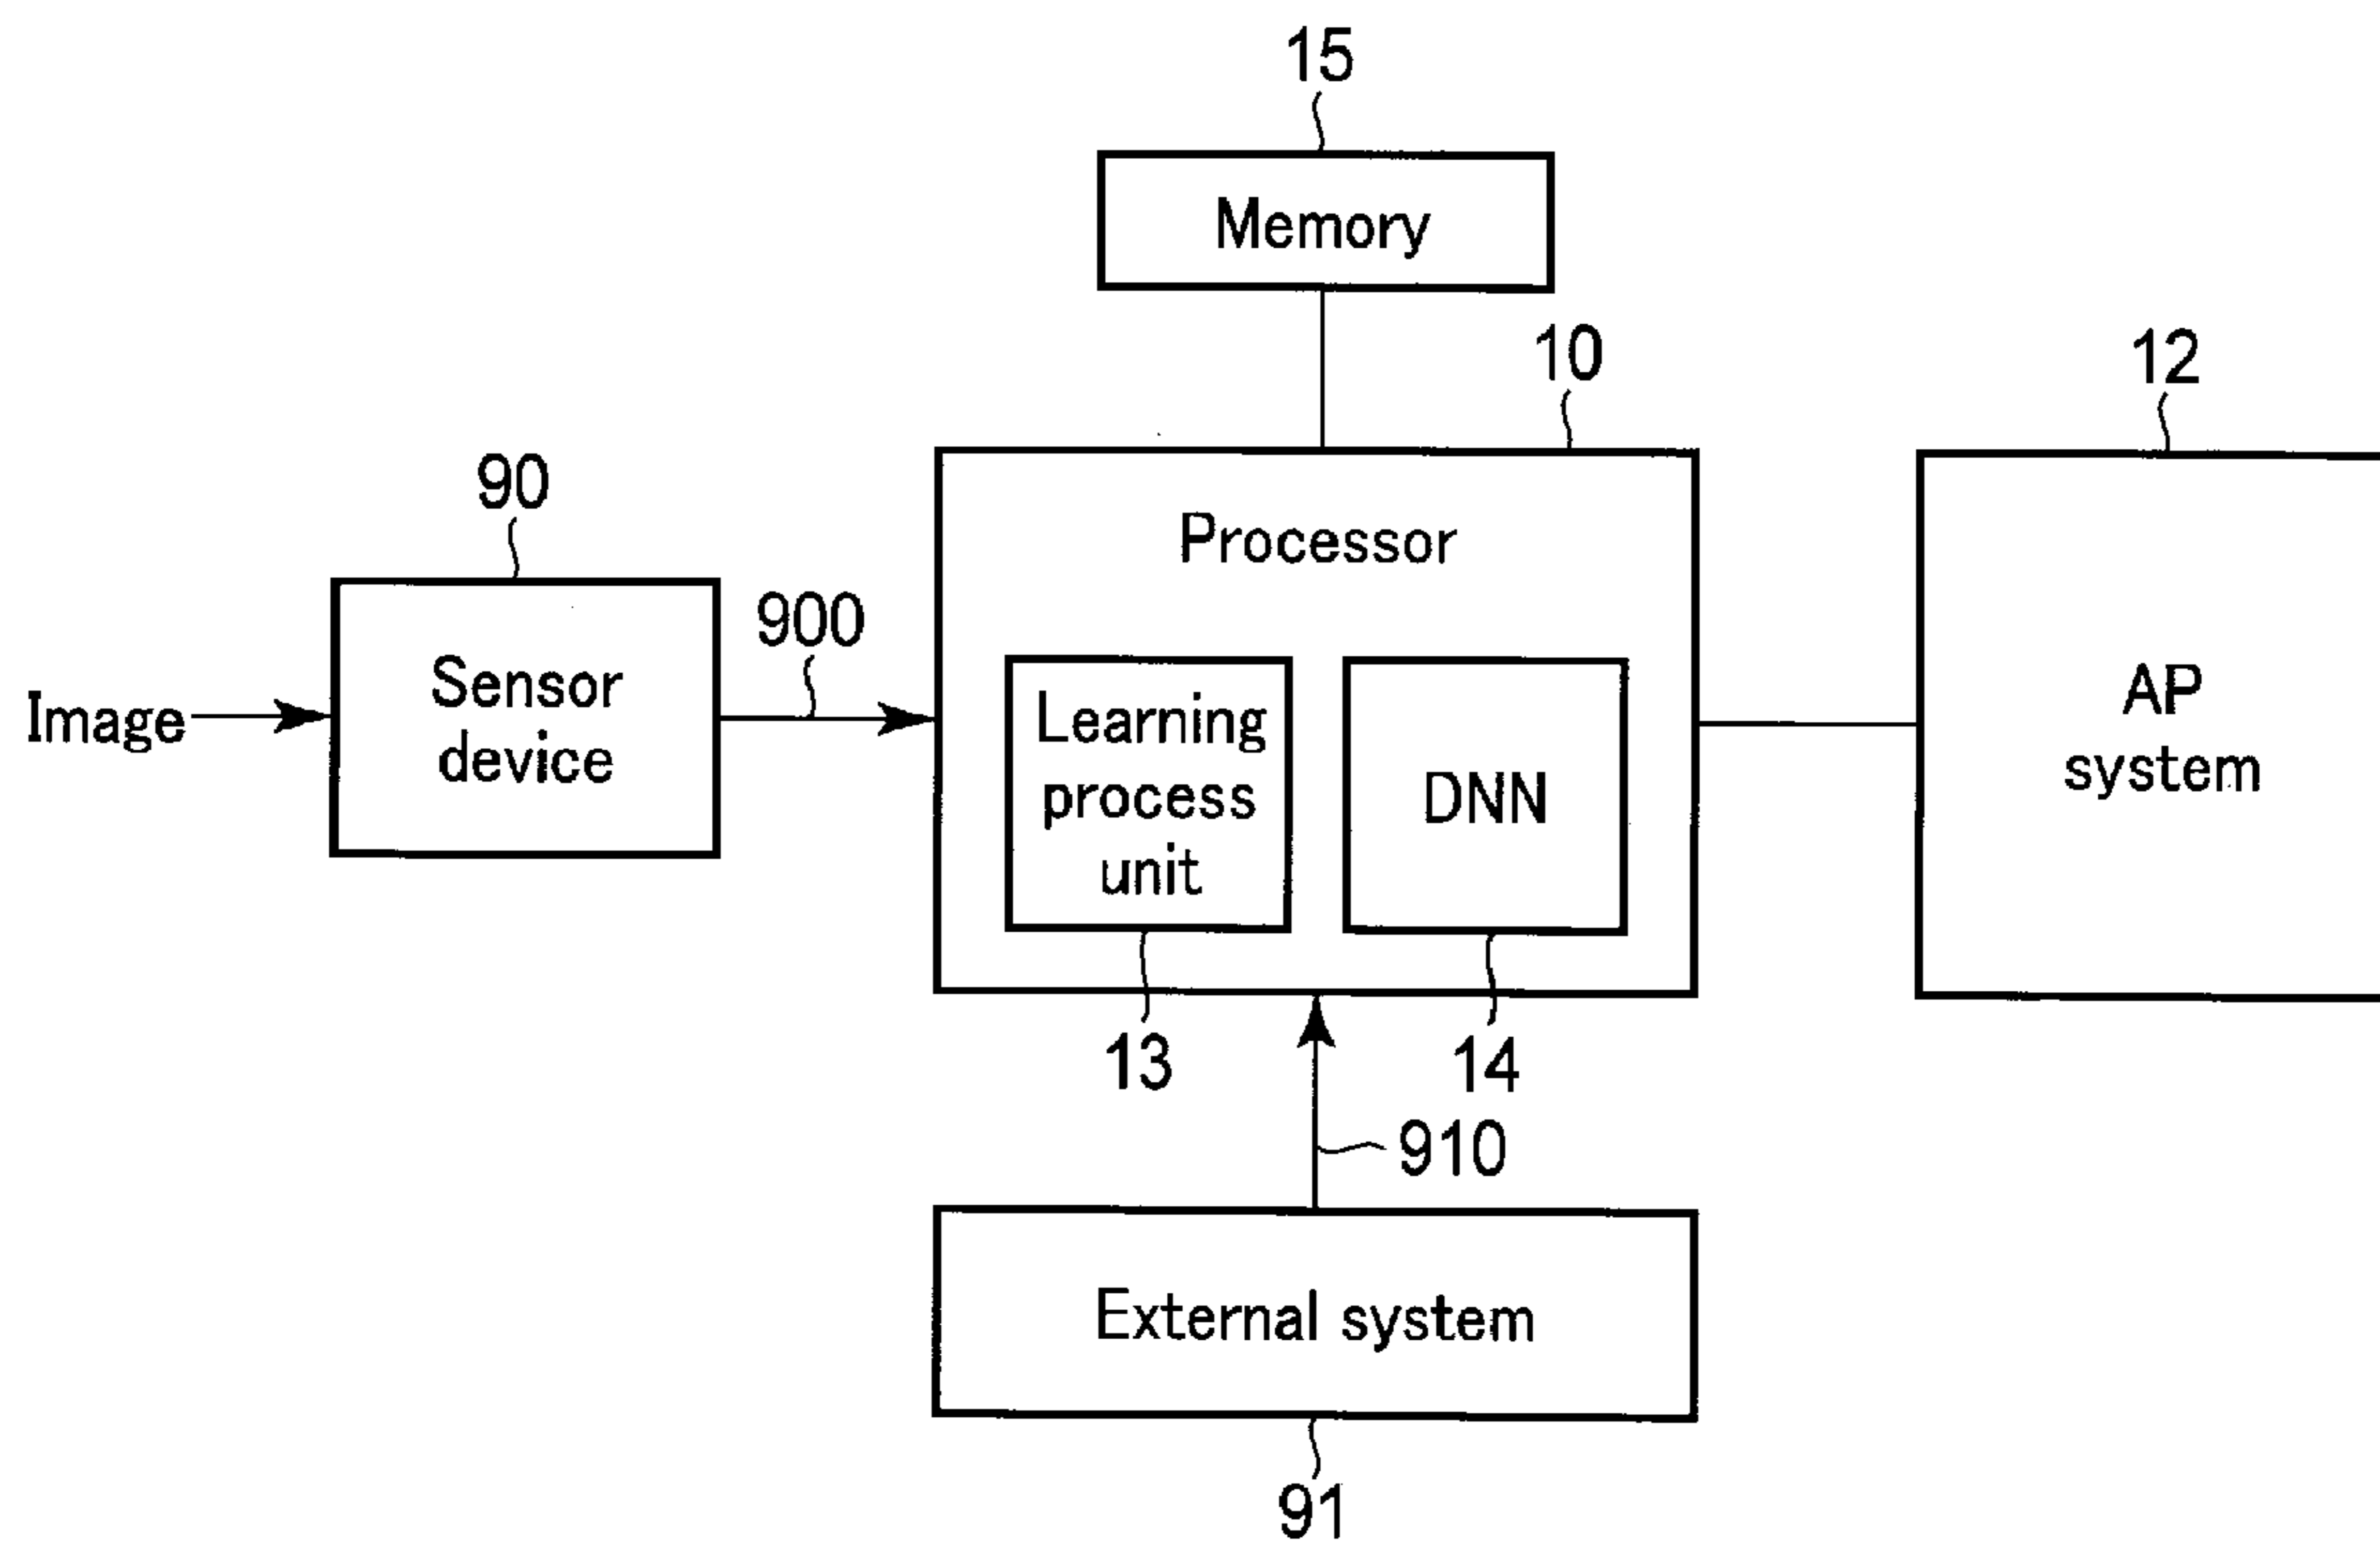 15
Memory
10
12
90
Processor
900
Sensor
device
Image
Learning
process
unit
DNN
AP
system
13
14
910
External system
91